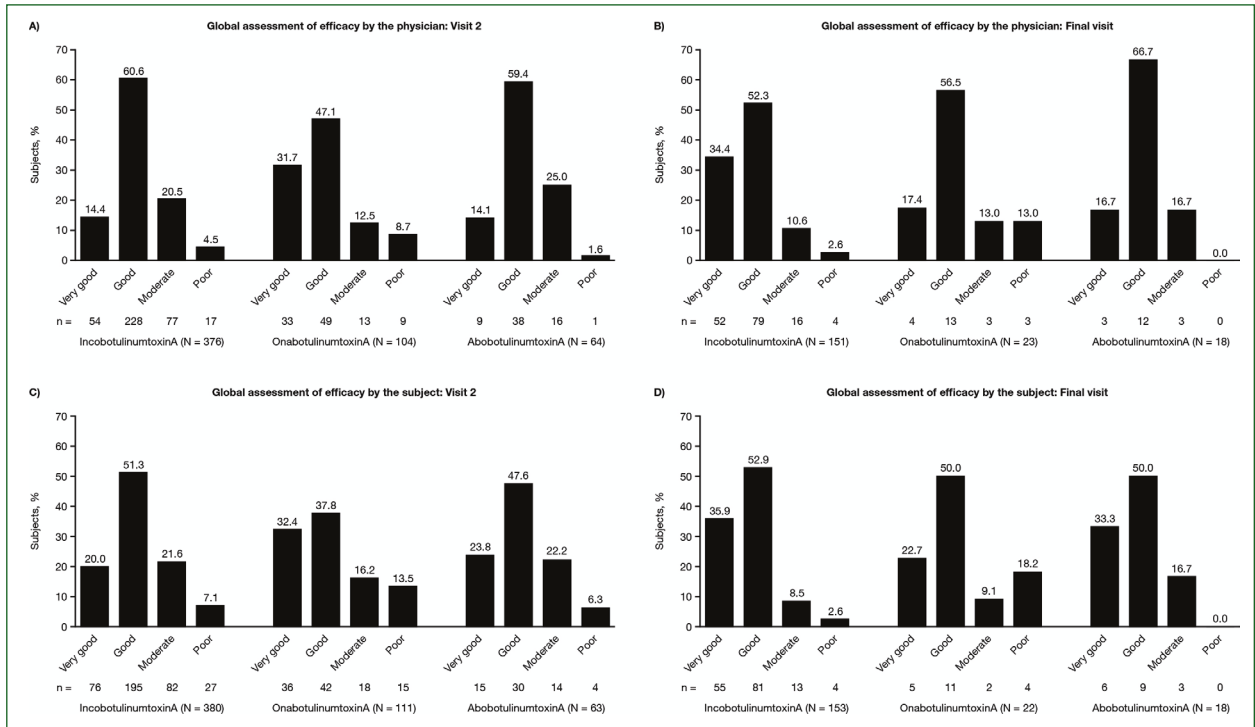 A) Global assessment of efficacy by the physician: Visit 2
Subjects, %
70
60
50
40
30
20
10
0
14.4 60.6 20.5 4.5 31.7 47.1 12.5 8.7 14.1 59.4 25.0 1.6
Very good Good Moderate Poor Very good Good Moderate Poor Very good Good Moderate Poor
n = 54 228 77 17 33 49 13 9 9 38 16 1
IncobotulinumtoxinA (N = 376) OnabotulinumtoxinA (N = 104) AbobotulinumtoxinA (N = 64)
B) Global assessment of efficacy by the physician: Final visit
Subjects, %
70
60
50
40
30
20
10
0
34.4 52.3 10.6 2.6 17.4 56.5 13.0 13.0 16.7 66.7 16.7 0.0
Very good Good Moderate Poor Very good Good Moderate Poor Very good Good Moderate Poor
n = 52 79 16 4 4 13 3 3 3 12 3 0
IncobotulinumtoxinA (N = 151) OnabotulinumtoxinA (N = 23) AbobotulinumtoxinA (N = 18)
C) Global assessment of efficacy by the subject: Visit 2
Subjects, %
70
60
50
40
30
20
10
0
20.0 51.3 21.6 7.1 32.4 37.8 16.2 13.5 23.8 47.6 22.2 6.3
Very good Good Moderate Poor Very good Good Moderate Poor Very good Good Moderate Poor
n = 76 195 82 27 36 42 18 15 15 30 14 4
IncobotulinumtoxinA (N = 380) OnabotulinumtoxinA (N = 111) AbobotulinumtoxinA (N = 63)
D) Global assessment of efficacy by the subject: Final visit
Subjects, %
70
60
50
40
30
20
10
0
35.9 52.9 8.5 2.6 22.7 50.0 9.1 18.2 33.3 50.0 16.7 0.0
Very good Good Moderate Poor Very good Good Moderate Poor Very good Good Moderate Poor
n = 55 81 13 4 5 11 2 4 6 9 3 0
IncobotulinumtoxinA (N = 153) OnabotulinumtoxinA (N = 22) AbobotulinumtoxinA (N = 18)